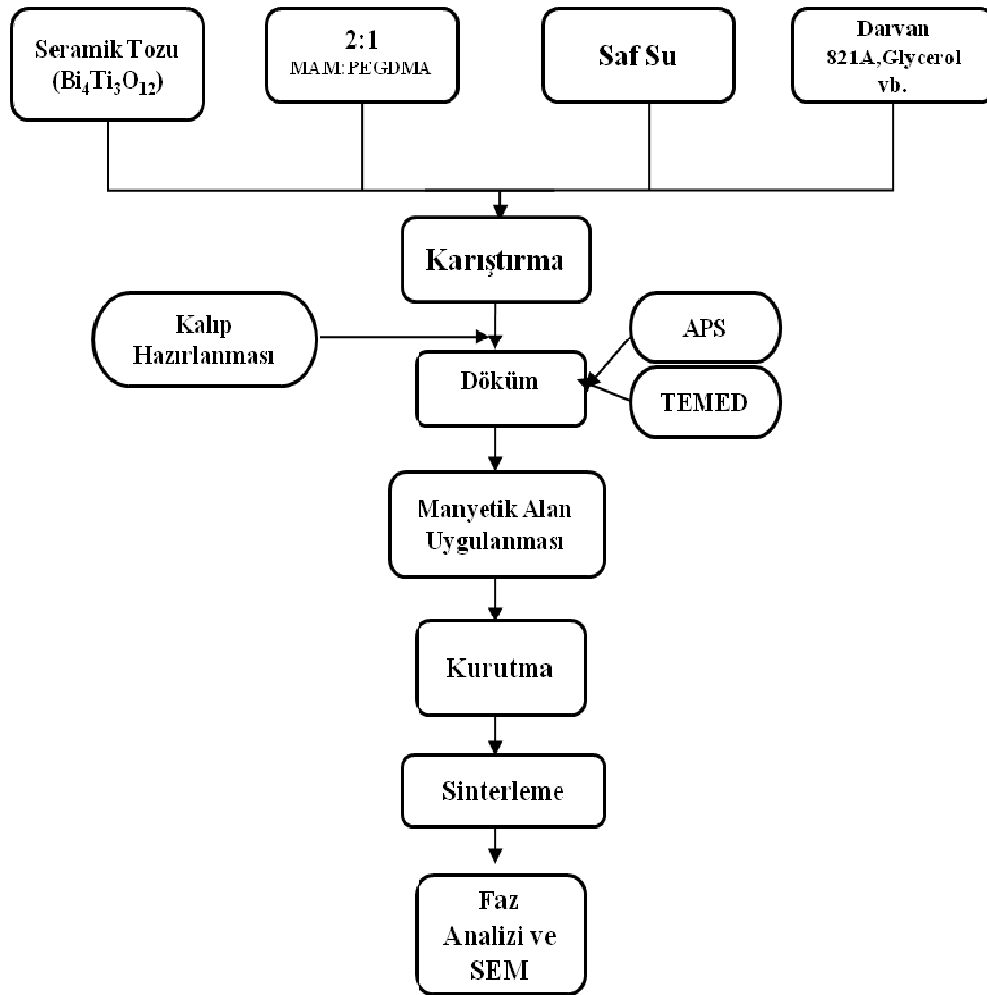 Seramik Tozu
(Bi₄Ti₃O₁₂)
2:1
MAM: PEGDMA
Saf Su
Darvan
821A,Glycerol
vb.
Karıştırma
Kalıp
Hazırlanması
APS
Döküm
TEMED
Manyetik Alan
Uygulanması
Kurutma
Sinterleme
Faz
Analizi ve
SEM